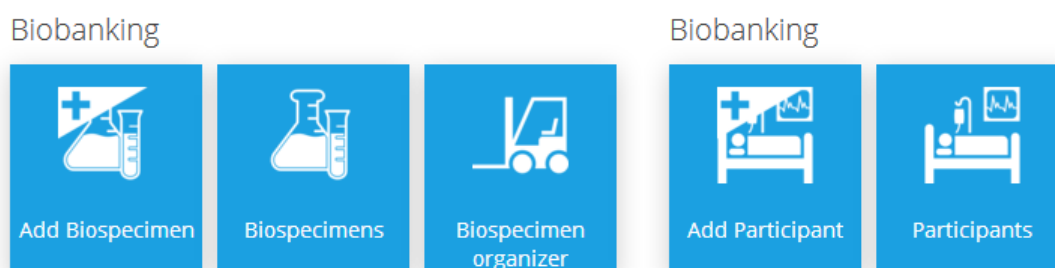 Biobanking
Add Biospecimen
Biospecimens
Biospecimen
organizer
Biobanking
Add Participant
Participants